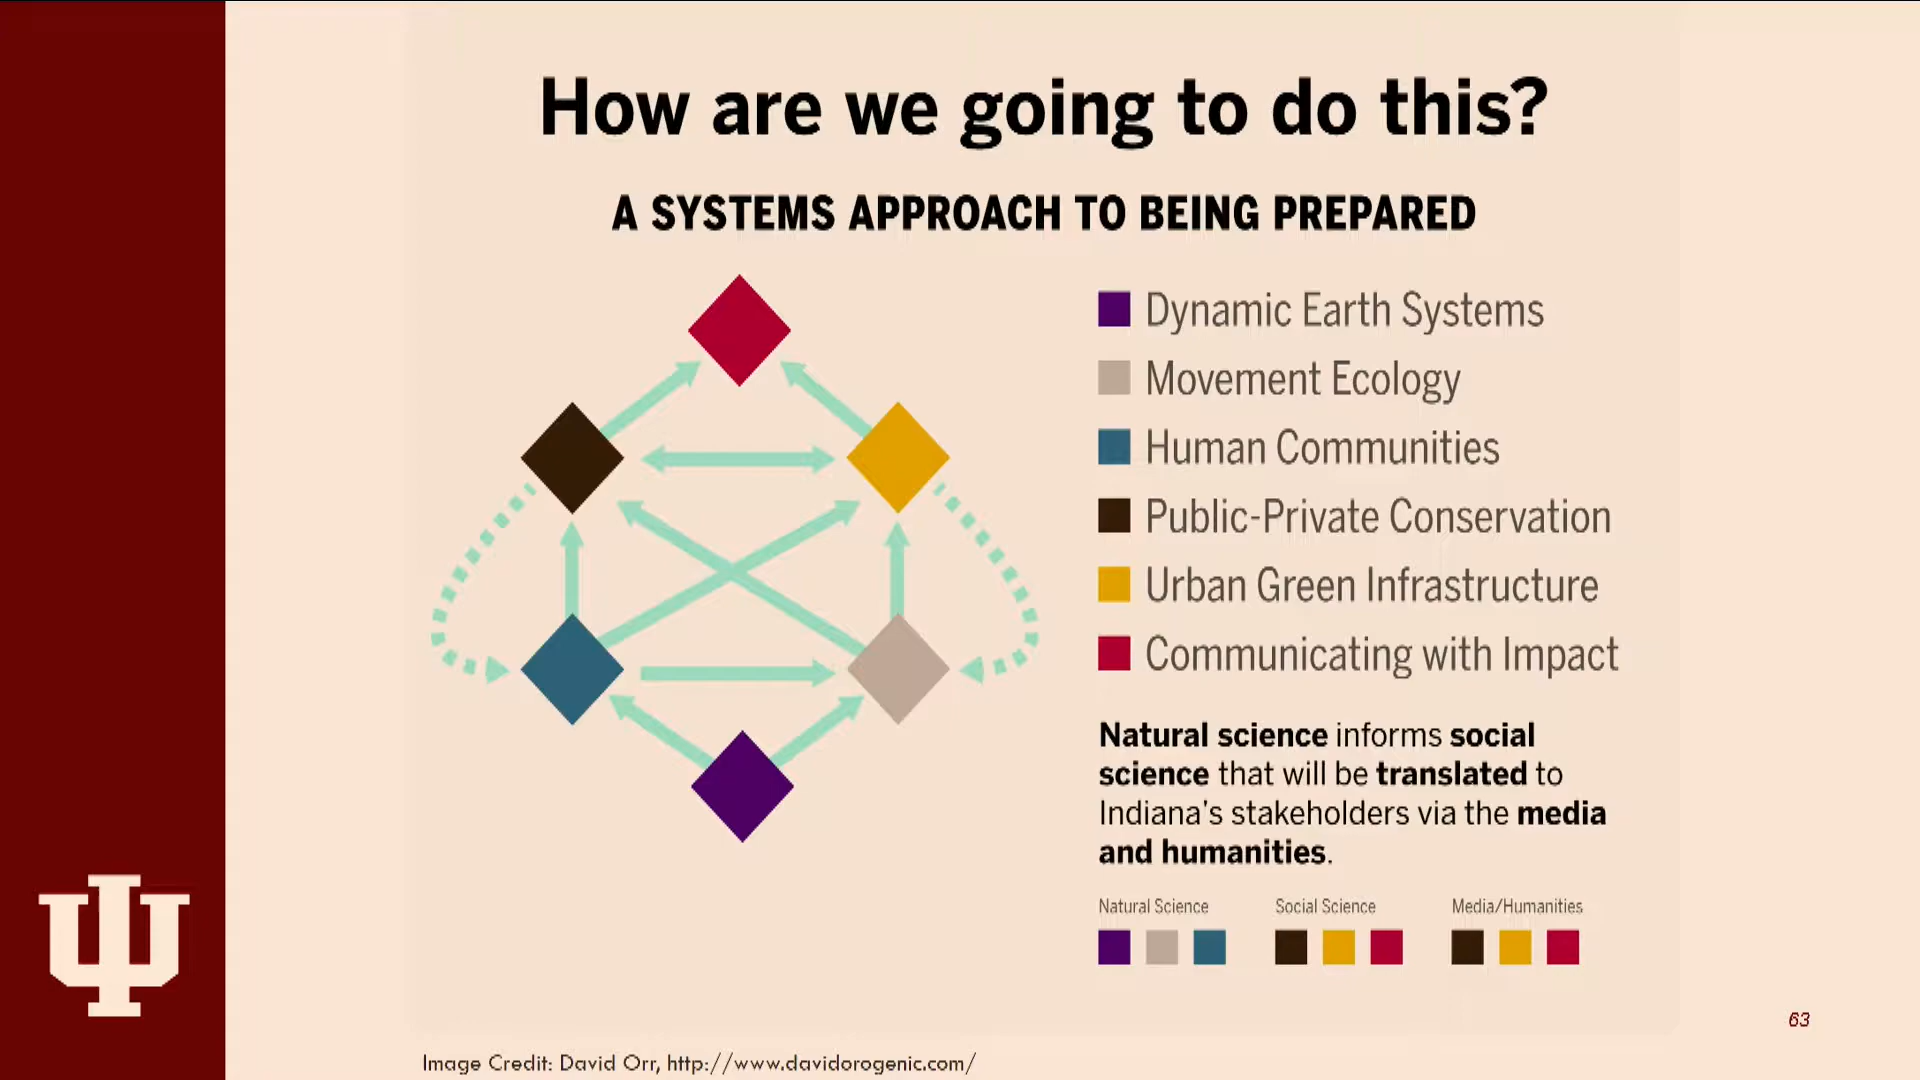 How are we going to do this?
A SYSTEMS APPROACH TO BEING PREPARED
Dynamic Earth Systems
Movement Ecology
Human Communities
Public-Private Conservation
Urban Green Infrastructure
Communicating with Impact
Natural science informs social
science that will be translated to
Indiana's stakeholders via the media
and humanities.
Natural Science
Social Science
Media/Humanities
63
Image Credit: David Orr, http://www.davidorogenic.com/